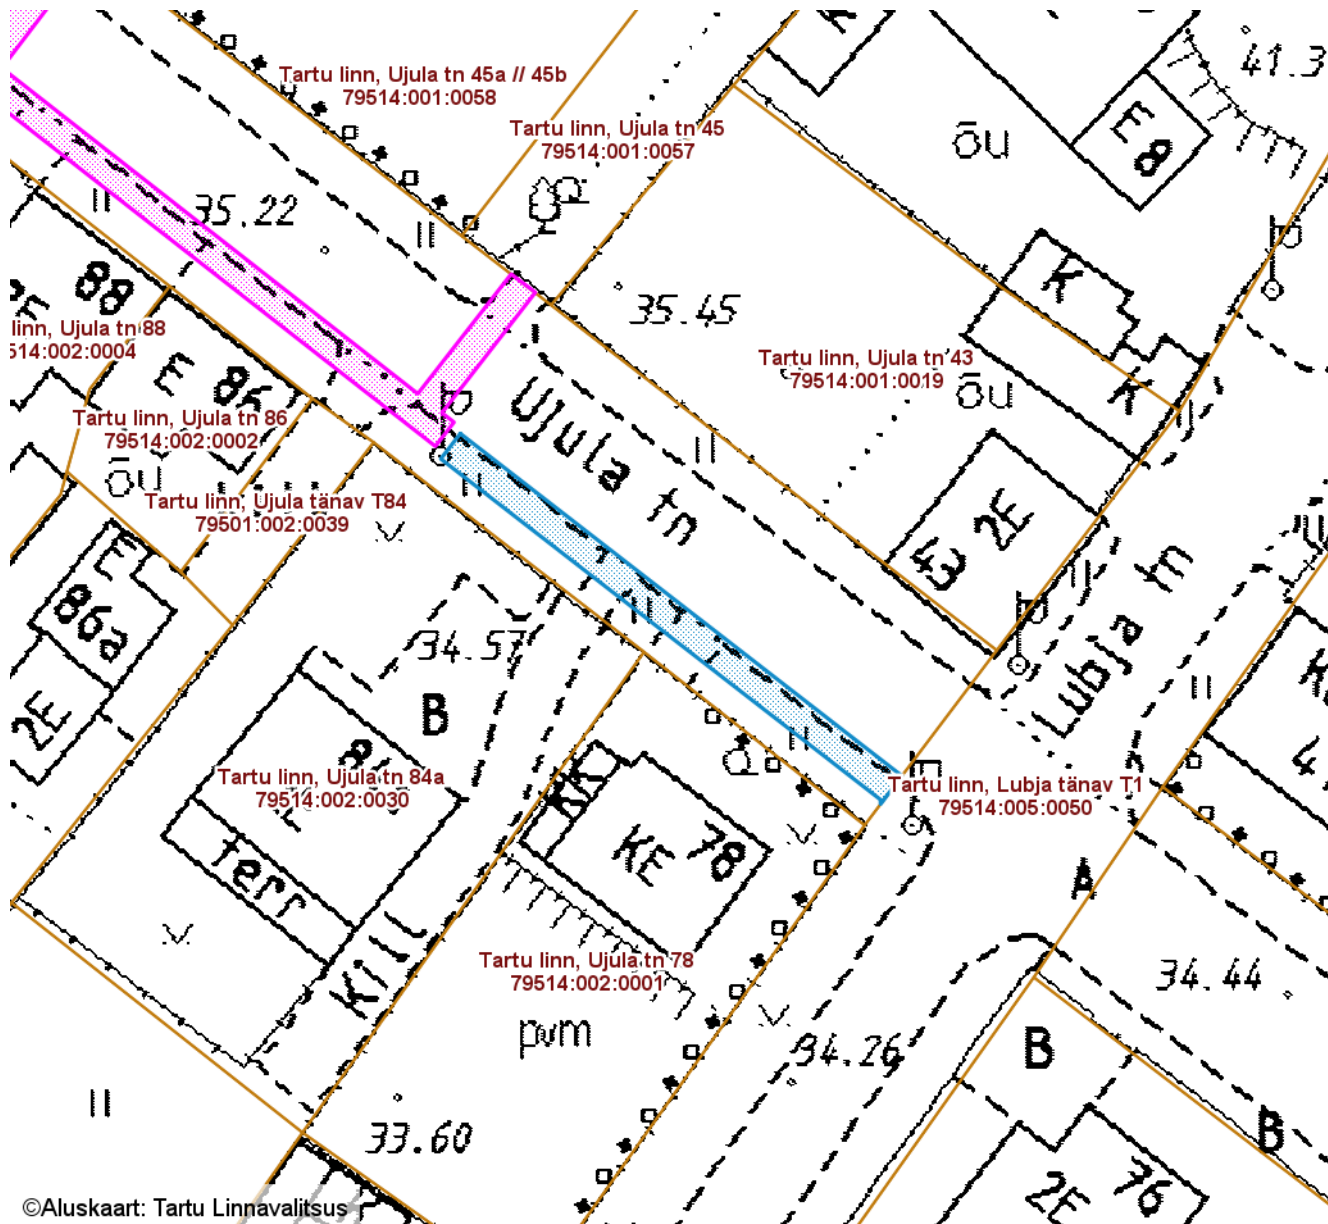 41.3
Tartu linn, Ujula tn 45a // 45b
79514:001:0058
Tartu linn, Ujula tn 45
79514:001:0057
õu
E 8
35.22
K
88
35.45
linn, Ujula tn 88
514:002:0004
E 86
Tartu linn, Ujula tn 43
79514:001:0019
õu
K
Tartu linn, Ujula tn 86
79514:002:0002
Ujula tn
õu
Tartu linn, Ujula tänav T84
79501:002:0039
2E
43
E
86a
Lubja tn
34.57
B
2E
Tartu linn, Ujula tn 84a
79514:002:0030
Tartu linn, Lubja tänav T1
79514:005:0050
KK
KE 78
terr
A
Kill
Tartu linn, Ujula tn 78
79514:002:0001
34.44
pvm
34.26
B
33.60
B
2E 76
©Aluskaart: Tartu Linnavalitsus